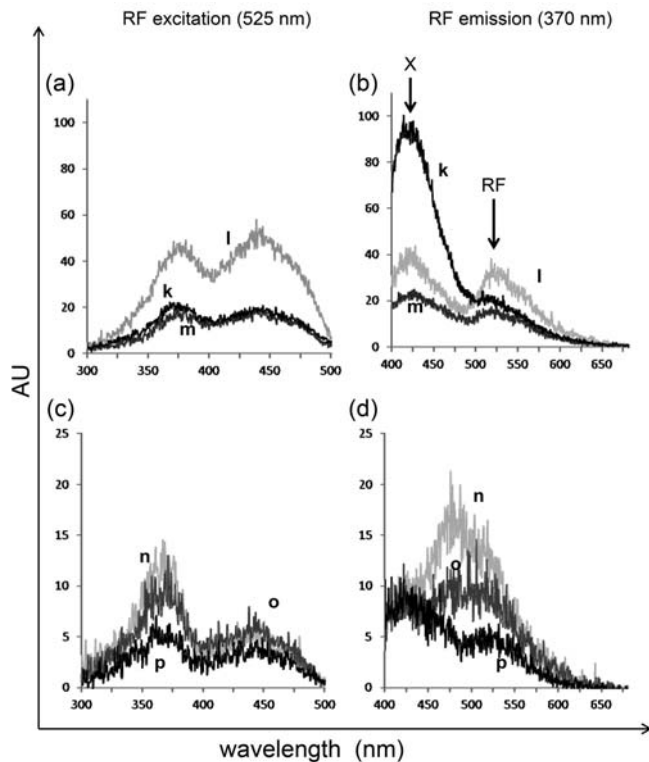 RF excitation (525 nm) RF emission (370 nm)
(a) (b)
X
k
RF
l
m
100
80
60
40
20
0
l
k
m
300 350 400 450 500
100
80
60
40
20
0
400 450 500 550 600 650
AU
(c) (d)
25
20
15
10
5
0
n
o
p
300 350 400 450 500
25
20
15
10
5
0
n
o
p
400 450 500 550 600 650
wavelength (nm)